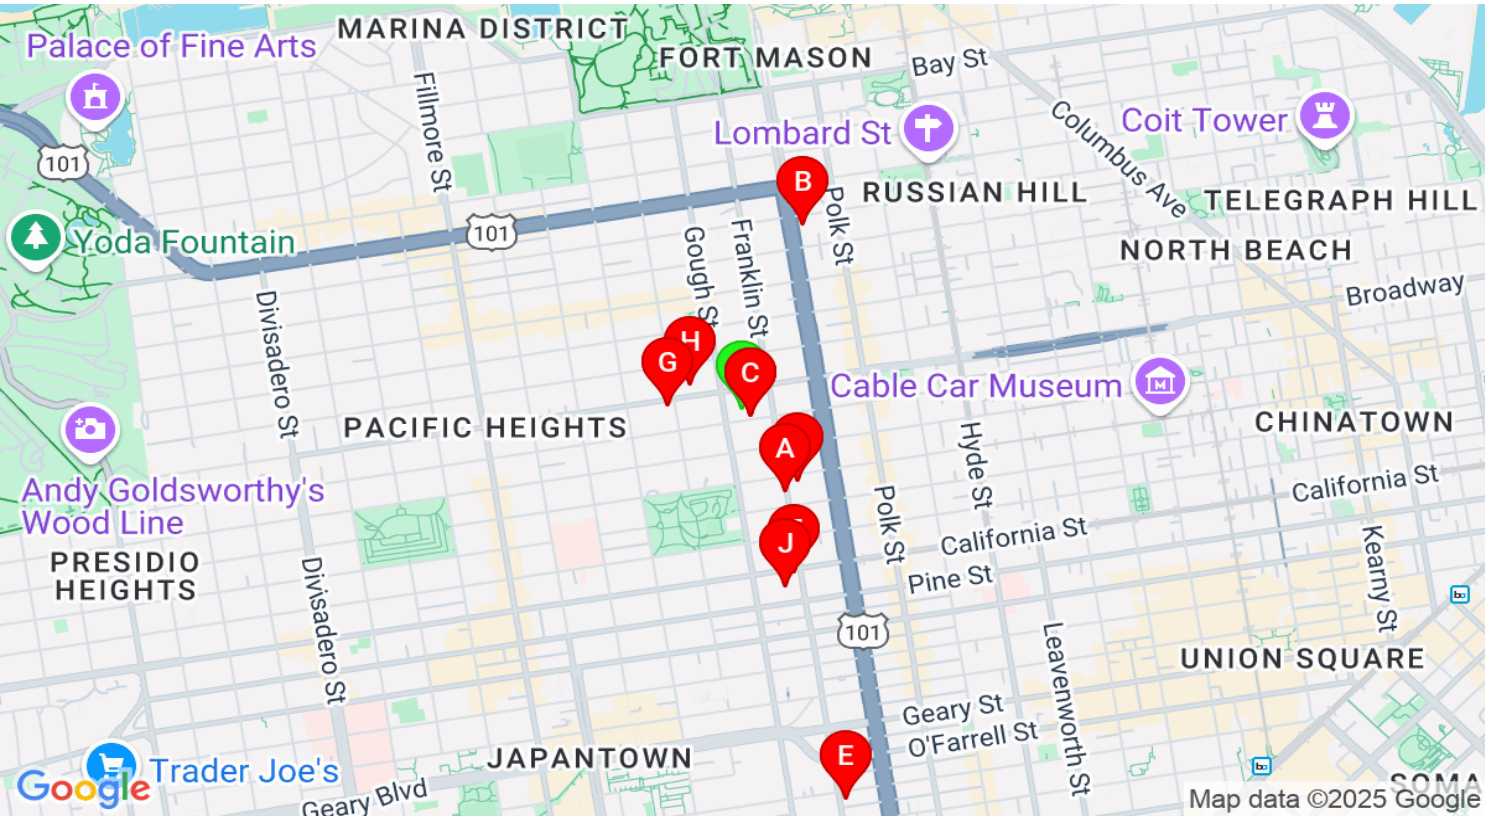 MARINA DISTRICT
Palace of Fine Arts
FORT MASON
Bay St
Fillmore St
Columbus Ave
Coit Tower
Lombard St
101
B
Polk St
RUSSIAN HILL
TELEGRAPH HILL
Yoda Fountain
101
Gough St
Franklin St
NORTH BEACH
Broadway
Divisadero St
H
G
C
Cable Car Museum
PACIFIC HEIGHTS
CHINATOWN
A
Hyde St
Andy Goldsworthy's
Wood Line
California St
Polk St
California St
J
Kearny St
PRESIDIO
HEIGHTS
Pine St
Divisadero St
101
Leavenworth St
UNION SQUARE
Geary St
O'Farrell St
JAPANTOWN
E
Trader Joe's
Google
Geary Blvd
SOMA
Map data ©2025 Google